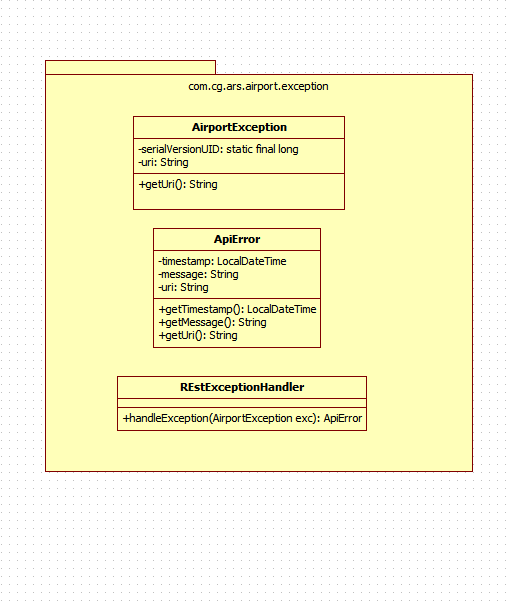 com.cg.ars.airport.exception
AirportException
-serialVersionUID: static final long
-uri: String
+getUri(): String
ApiError
-timestamp: LocalDateTime
-message: String
-uri: String
+getTimestamp(): LocalDateTime
+getMessage(): String
+getUri(): String
REstExceptionHandler
+handleException(AirportException exc): ApiError